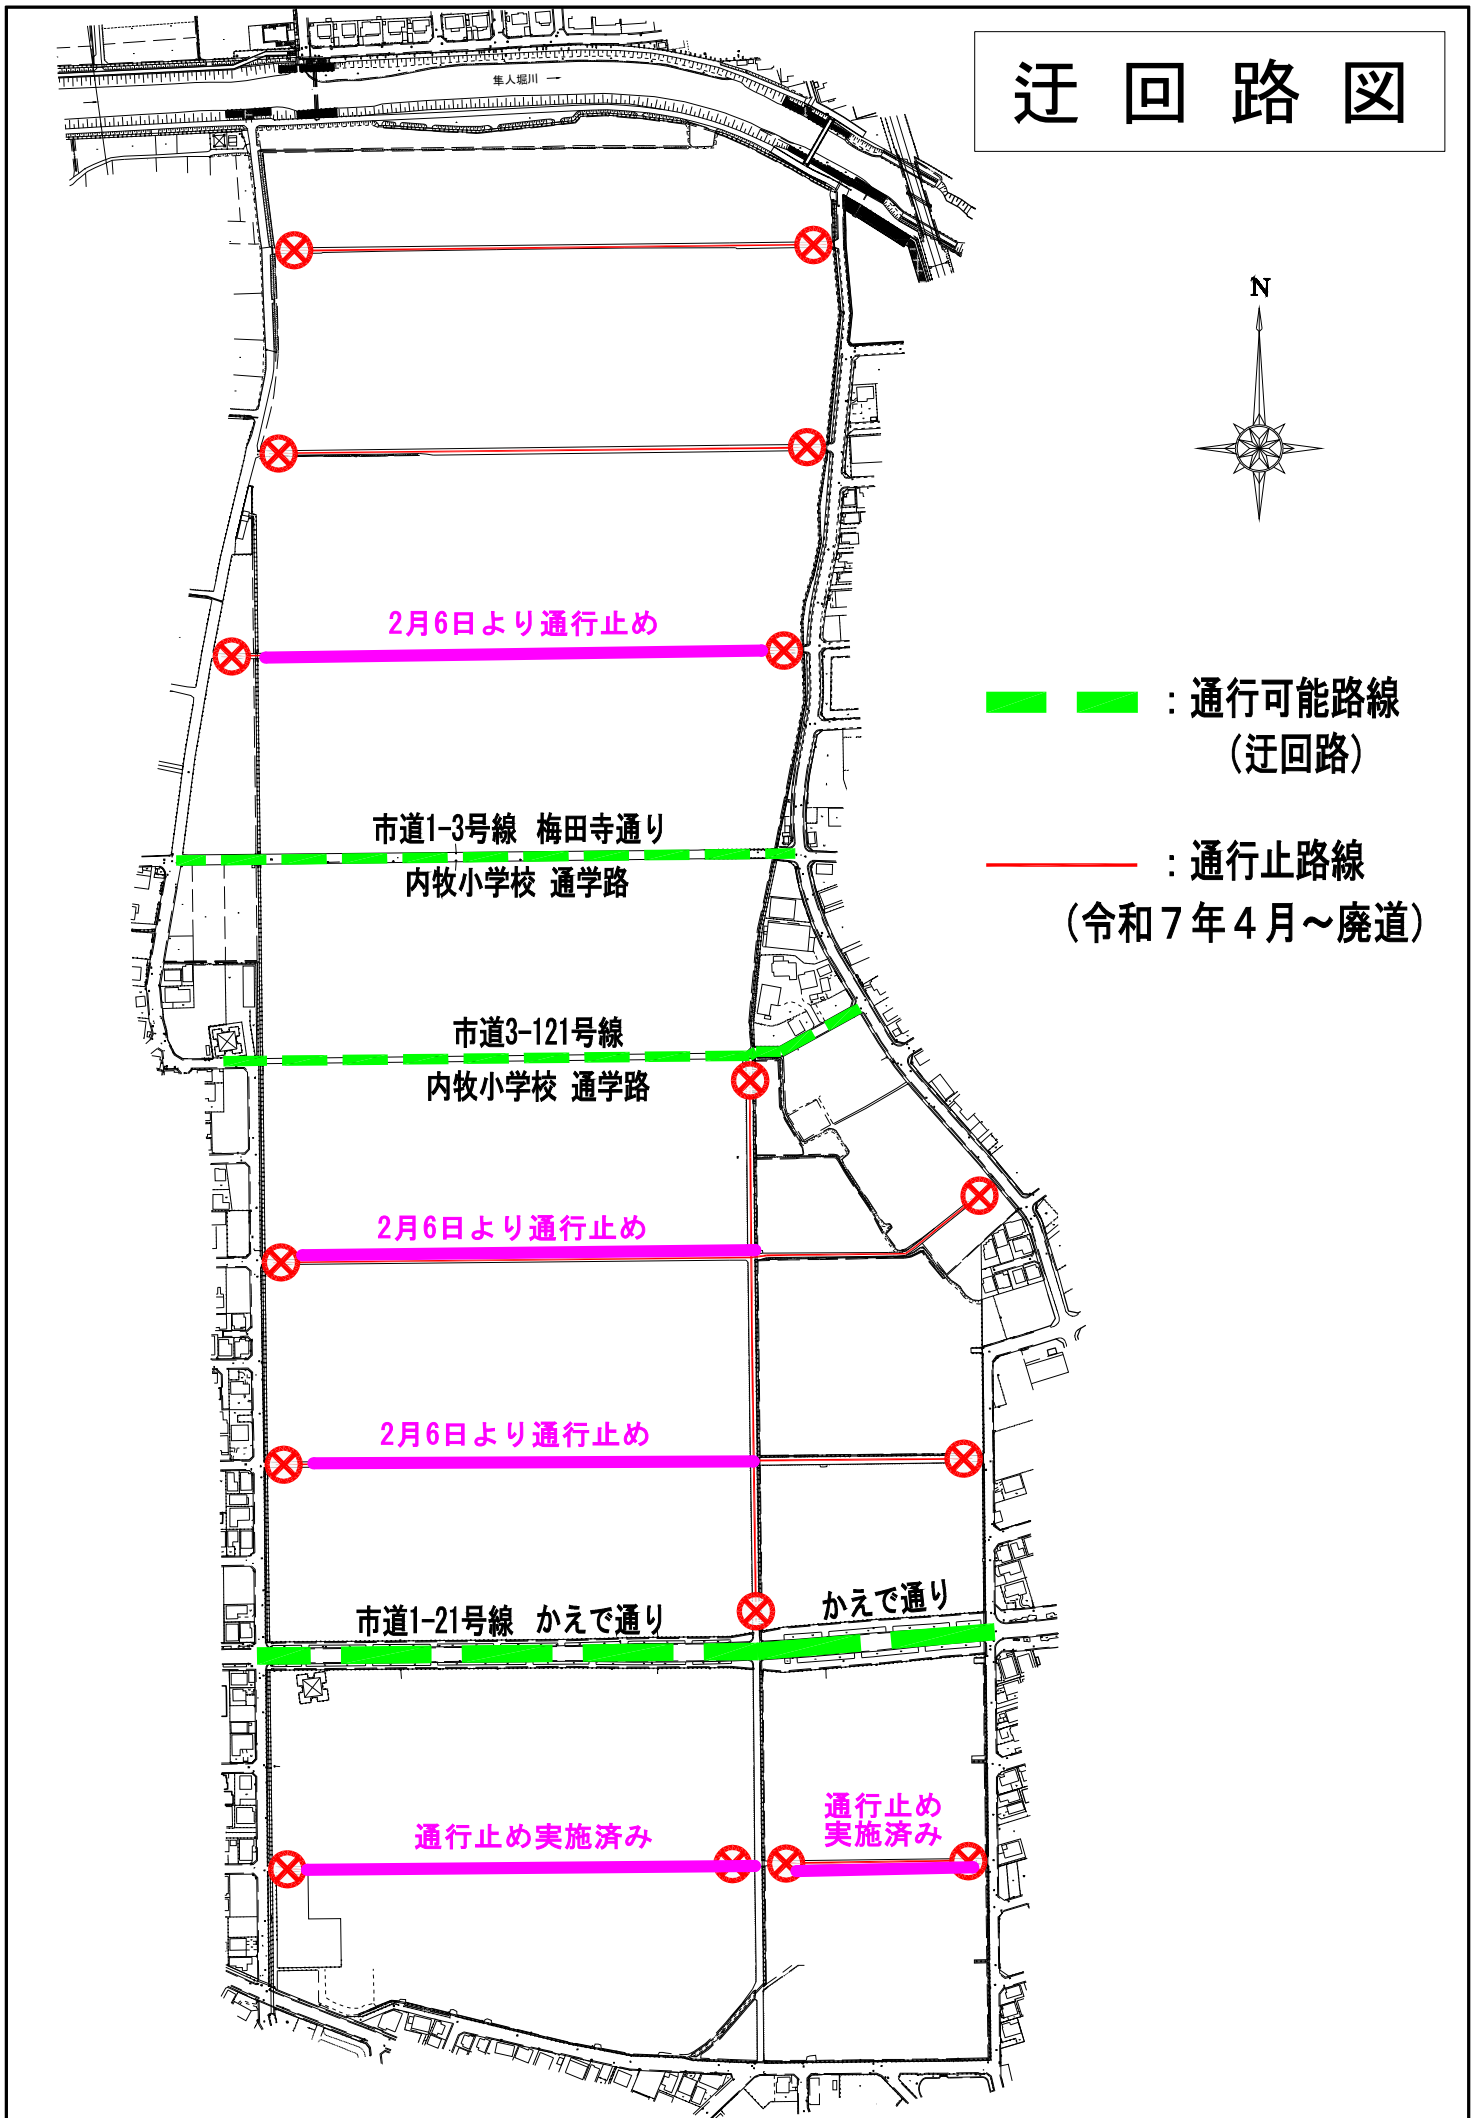 迂回路図
隼人堀川
N
2月6日より通行止め
：通行可能路線
（迂回路）
市道1-3号線 梅田寺通り
内牧小学校 通学路
：通行止路線
（令和７年４月～廃道）
市道3-121号線
内牧小学校 通学路
2月6日より通行止め
2月6日より通行止め
市道1-21号線 かえで通り
かえで通り
通行止め実施済み
通行止め
実施済み